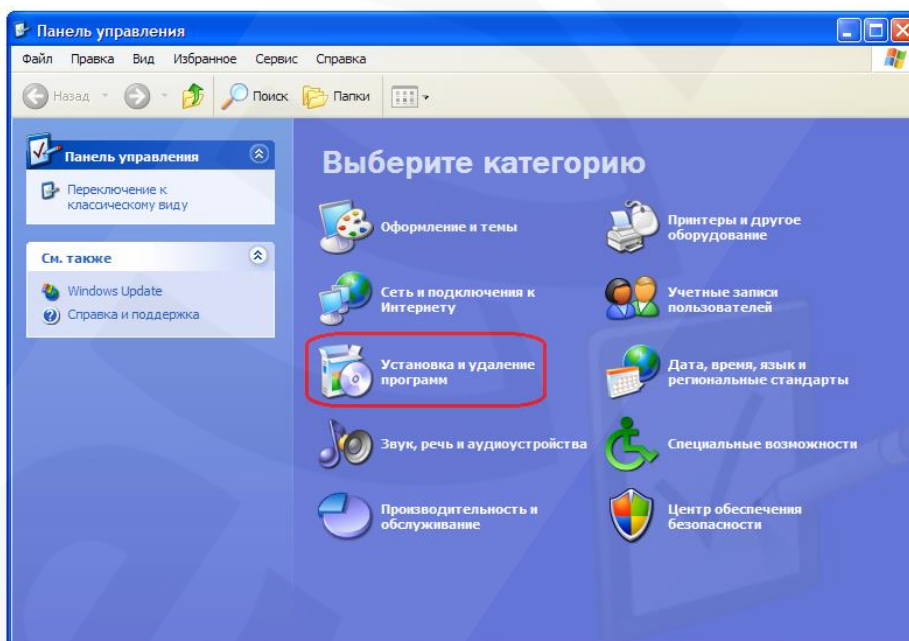 Панель управления
Файл Правка Вид Избранное Сервис Справка
Назад Поиск Папки
Панель управления
Переключение к
классическому виду
См. также
Windows Update
Справка и поддержка
Выберите категорию
Оформление и темы
Принтеры и другое
оборудование
Сеть и подключения к
Интернету
Учетные записи
пользователей
Установка и удаление
программ
Дата, время, язык и
региональные стандарты
Звук, речь и аудиоустройства
Специальные возможности
Производительность и
обслуживание
Центр обеспечения
безопасности